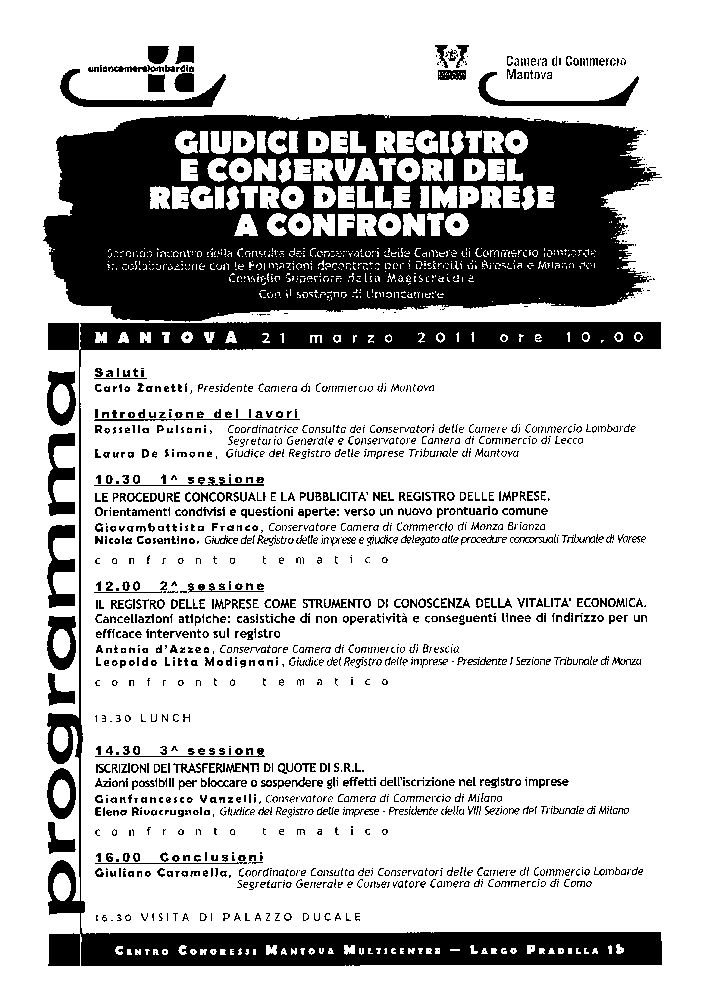 unioncamerelombardia
UNIVERSITAS
MERCATORUM
Camera di Commercio
Mantova
GIUDICI DEL REGISTRO
E CONSERVATORI DEL
REGISTRO DELLE IMPRESE
A CONFRONTO
Secondo incontro della Consulta dei Conservatori delle Camere di Commercio lombarde
in collaborazione con le Formazioni decentrate per i Distretti di Brescia e Milano del
Consiglio Superiore della Magistratura
Con il sostegno di Unioncamere
MANTOVA 21 marzo 2011 ore 10,00
programma
Saluti
Carlo Zanetti, Presidente Camera di Commercio di Mantova
Introduzione dei lavori
Rossella Pulsoni, Coordinatrice Consulta dei Conservatori delle Camere di Commercio Lombarde
Segretario Generale e Conservatore Camera di Commercio di Lecco
Laura De Simone, Giudice del Registro delle imprese Tribunale di Mantova
10.30 1^ sessione
LE PROCEDURE CONCORSUALI E LA PUBBLICITA' NEL REGISTRO DELLE IMPRESE.
Orientamenti condivisi e questioni aperte: verso un nuovo prontuario comune
Giovambattista Franco, Conservatore Camera di Commercio di Monza Brianza
Nicola Cosentino, Giudice del Registro delle imprese e giudice delegato alle procedure concorsuali Tribunale di Varese
confronto tematico
12.00 2^ sessione
IL REGISTRO DELLE IMPRESE COME STRUMENTO DI CONOSCENZA DELLA VITALITA' ECONOMICA.
Cancellazioni atipiche: casistiche di non operatività e conseguenti linee di indirizzo per un
efficace intervento sul registro
Antonio d'Azzeo, Conservatore Camera di Commercio di Brescia
Leopoldo Litta Modignani, Giudice del Registro delle imprese - Presidente I Sezione Tribunale di Monza
confronto tematico
13.30 LUNCH
14.30 3^ sessione
ISCRIZIONI DEI TRASFERIMENTI DI QUOTE DI S.R.L.
Azioni possibili per bloccare o sospendere gli effetti dell'iscrizione nel registro imprese
Gianfrancesco Vanzelli, Conservatore Camera di Commercio di Milano
Elena Rivacrugnola, Giudice del Registro delle imprese - Presidente della VIII Sezione del Tribunale di Milano
confronto tematico
16.00 Conclusioni
Giuliano Caramella, Coordinatore Consulta dei Conservatori delle Camere di Commercio Lombarde
Segretario Generale e Conservatore Camera di Commercio di Como
16.30 VISITA DI PALAZZO DUCALE
CENTRO CONGRESSI MANTOVA MULTICENTRE — LARGO PRADELLA 1b